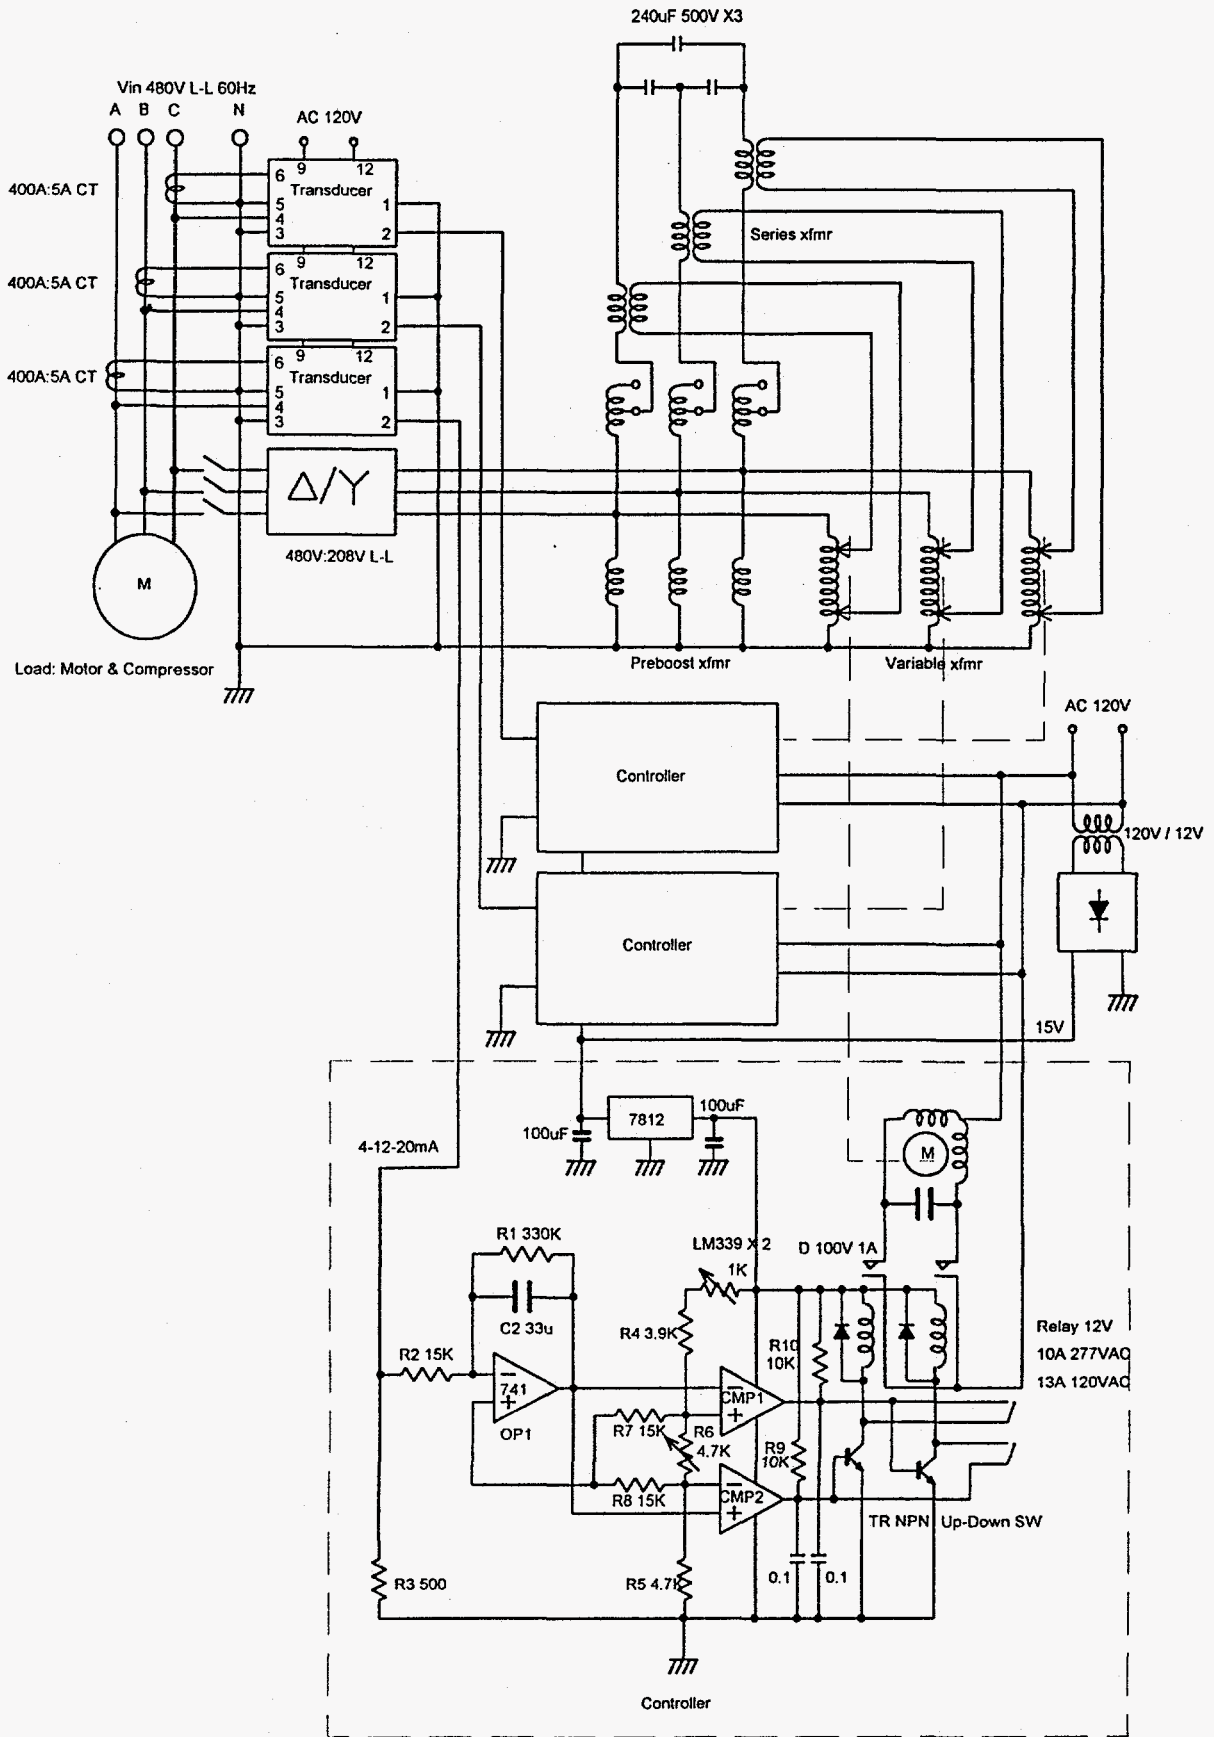 240uF 500V X3
Vin 480V L-L 60Hz
A B C N
AC 120V
9 12
6 Transducer
400A:5A CT
5 1
4
3 2
Series xfmr
9 12
6 Transducer
400A:5A CT
5 1
4
3 2
9 12
6 Transducer
400A:5A CT
5 1
4
3 2
Δ/Y
480V:208V L-L
M
Load: Motor & Compressor
Preboost xfmr
Variable xfmr
AC 120V
Controller
120V / 12V
Controller
15V
7812
100uF
100uF
4-12-20mA
M
R1 330K
LM339 X 2
D 100V 1A
1K
C2 33u
R4 3.9K
Relay 12V
10A 277VAC
13A 120VAC
R10
10K
R2 15K
741
OP1
CMP1
R7 15K
R6
4.7K
R9
10K
R8 15K
CMP2
TR NPN
Up-Down SW
R3 500
R5 4.7K
0.1
0.1
Controller